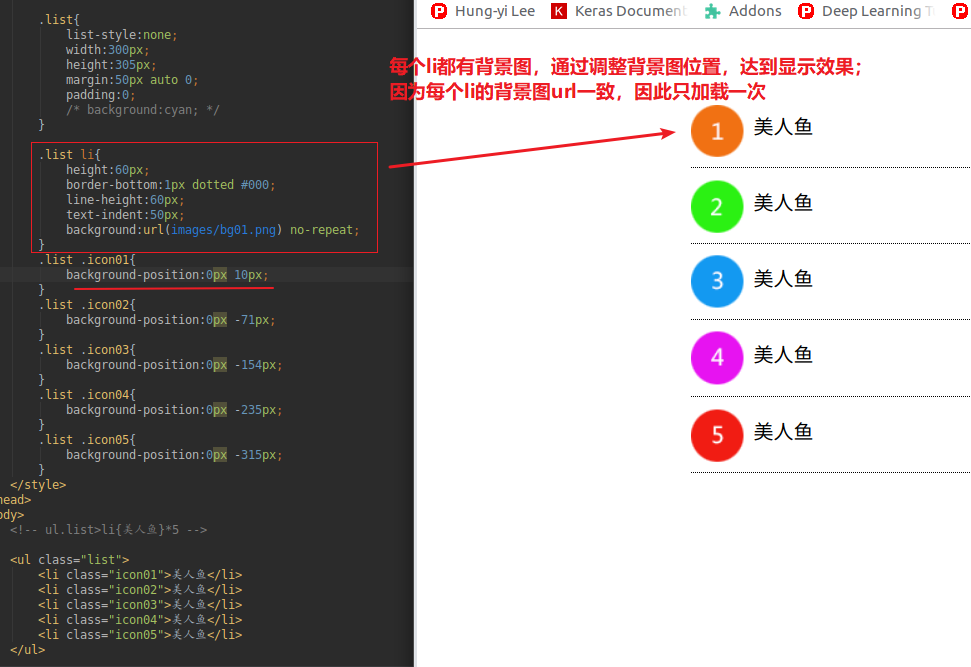 .list{
list-style:none;
width:300px;
height:305px;
margin:50px auto 0;
padding:0;
/* background:cyan; */
}
.list li{
height:60px;
border-bottom:1px dotted #000;
line-height:60px;
text-indent:50px;
background:url(images/bg01.png) no-repeat;
}
.list .icon01{
background-position:0px 10px;
}
.list .icon02{
background-position:0px -71px;
}
.list .icon03{
background-position:0px -154px;
}
.list .icon04{
background-position:0px -235px;
}
.list .icon05{
background-position:0px -315px;
}
</style>
head>
ody>
<!-- ul.list>li{美人鱼}*5 -->
<ul class="list">
<li class="icon01">美人鱼</li>
<li class="icon02">美人鱼</li>
<li class="icon03">美人鱼</li>
<li class="icon04">美人鱼</li>
<li class="icon05">美人鱼</li>
</ul>
P Hung-yi Lee K Keras Document Addons P Deep Learning T P
每个li都有背景图，通过调整背景图位置，达到显示效果；
因为每个li的背景图url一致，因此只加载一次
1 美人鱼
2 美人鱼
3 美人鱼
4 美人鱼
5 美人鱼